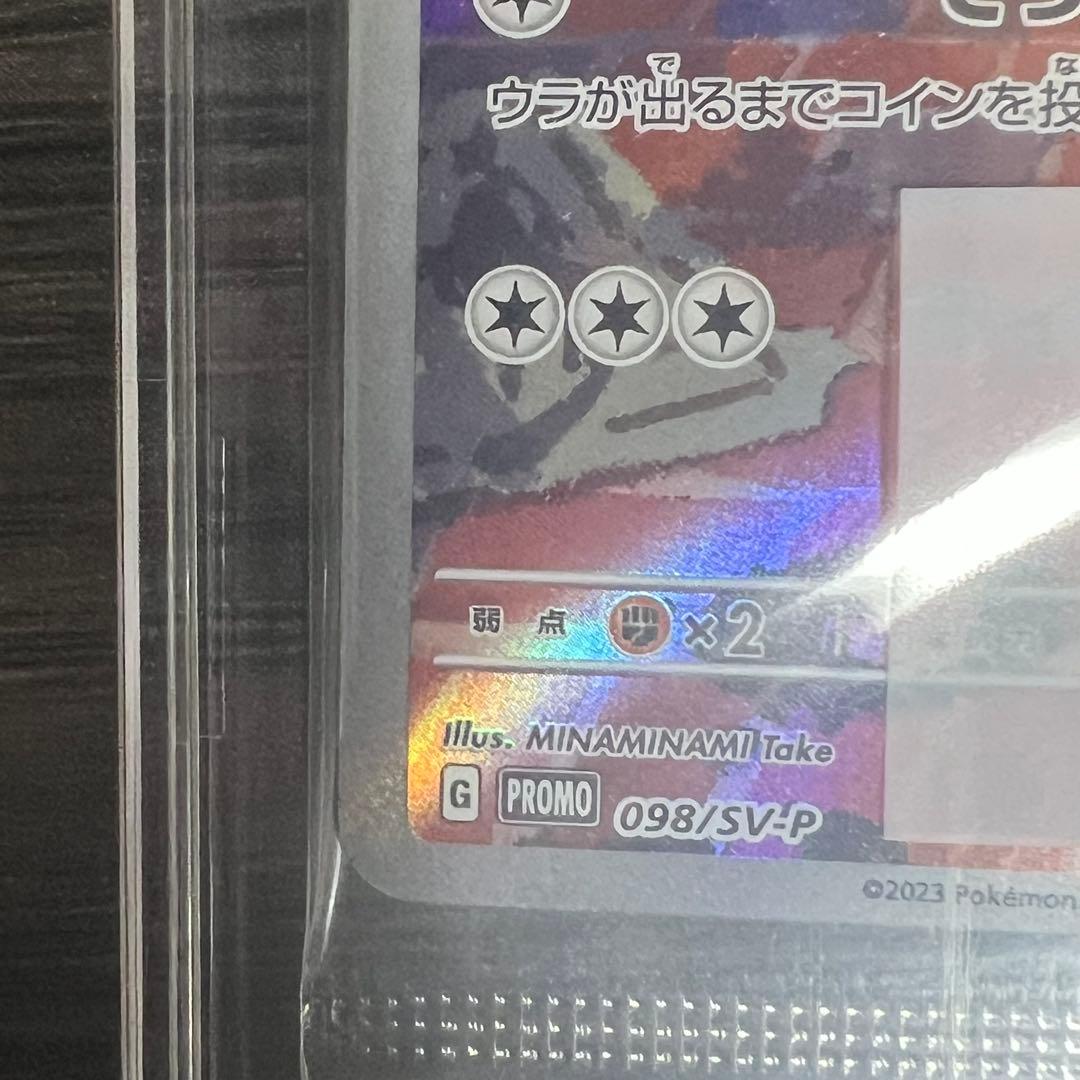 ウラが出るまでコインを投
弱 点 ×2
Illus. MINAMINAMI Take
G PROMO 098/SV-P
©2023 Pokémon